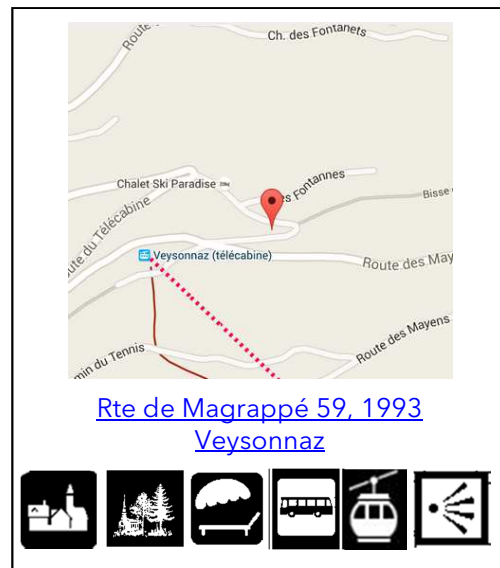 Route
Ch. des Fontanets
Chalet Ski Paradise
es Fontannes
Bisse
oute du Télécabine
Veysonnaz (télécabine)
Route des May
Route des Mayens
min du Tennis
Rte de Magrappé 59, 1993
Veysonnaz